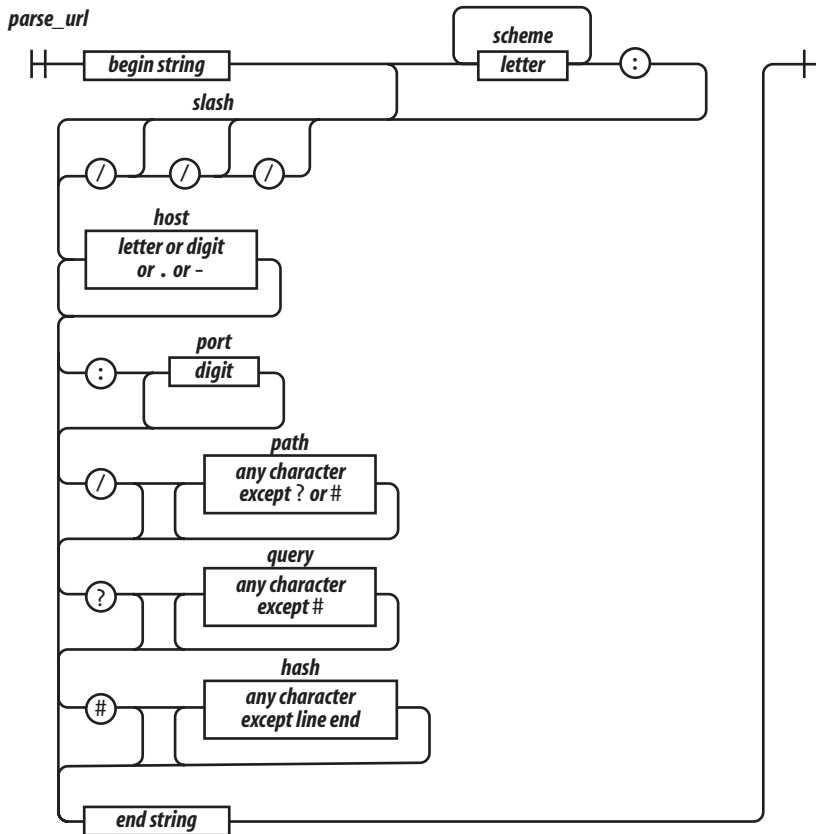 parse_url
scheme
begin string
letter
:
slash
/ / /
host
letter or digit
or . or -
port
:
digit
path
/
any character
except ? or #
query
?
any character
except #
hash
#
any character
except line end
end string